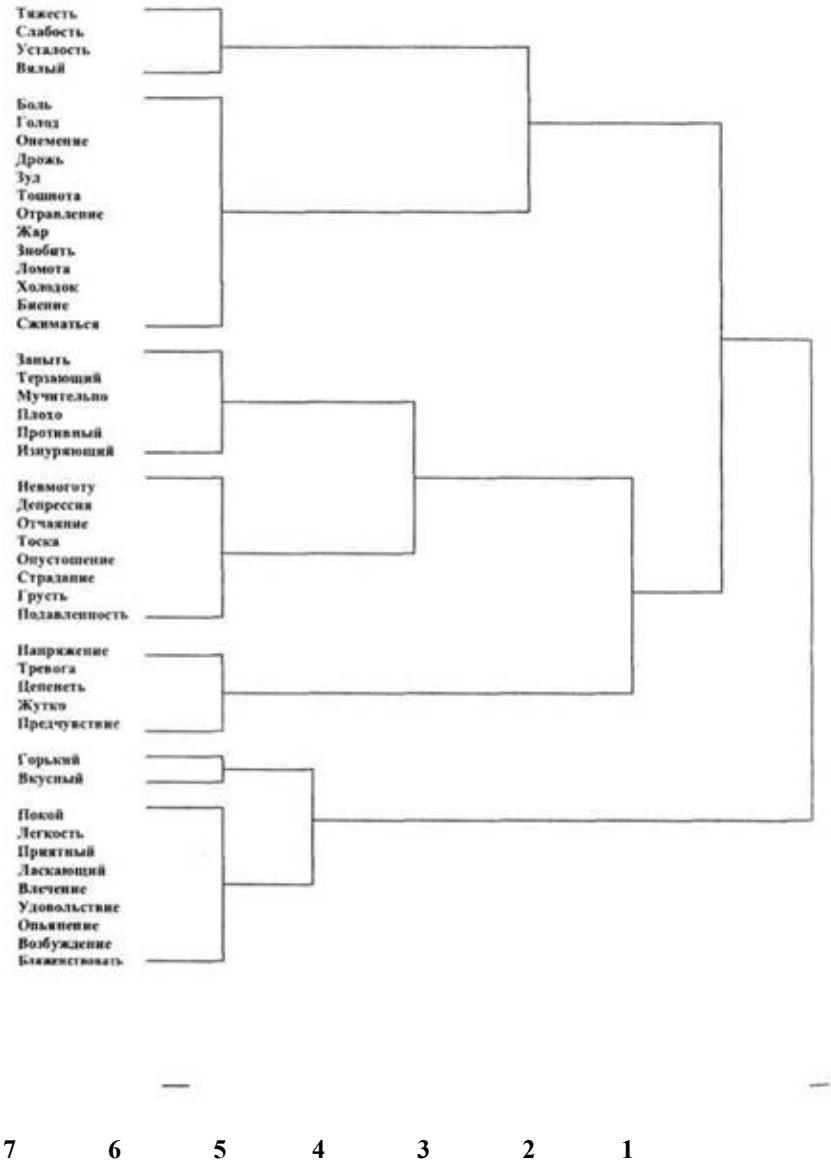 Тяжесть
Слабость
Усталость
Вялый
Боль
Голод
Онемение
Дрожь
Зуд
Тошнота
Отравление
Жар
Знобить
Ломота
Холодок
Биение
Сжиматься
Заныть
Терзающий
Мучительно
Плохо
Противный
Изнуряющий
Невмоготу
Депрессия
Отчаяние
Тоска
Опустошение
Страдание
Грусть
Подавленность
Напряжение
Тревога
Цепенеть
Жутко
Предчувствие
Горький
Вкусный
Покой
Легкость
Приятный
Ласкающий
Влечение
Удовольствие
Опьянение
Возбуждение
Блаженствовать
7 6 5 4 3 2 1